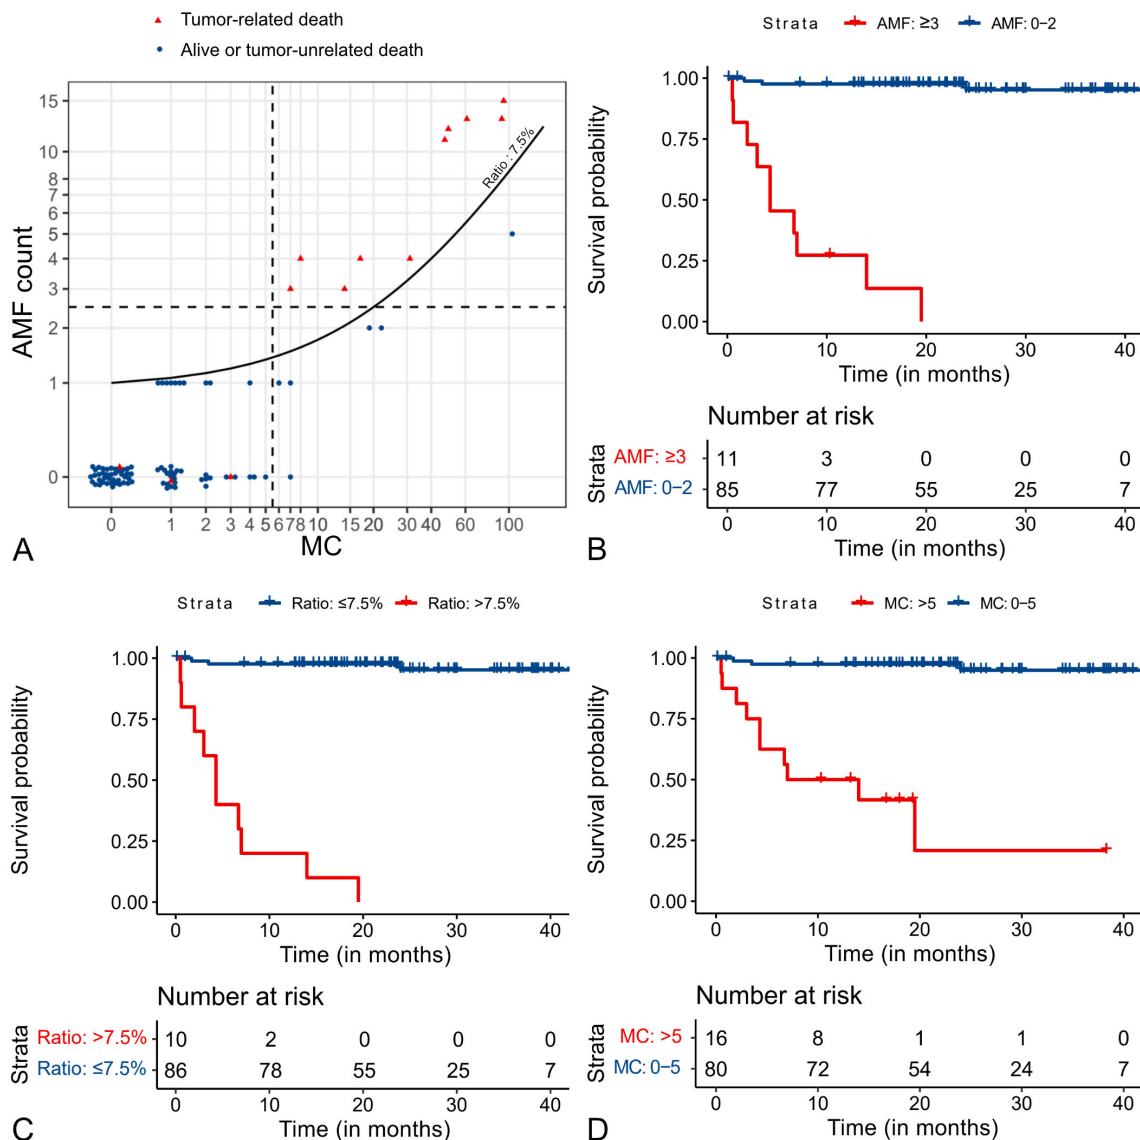 Tumor-related death
Alive or tumor-unrelated death
15
10
8
7
6
5
4
3
2
1
0
AMF count
Ratio : 7.5%
0 1 2 3 4 5 6 7 8 10 15 20 30 40 60 100
MC
A
Strata AMF: ≥3 AMF: 0−2
1.00
0.75
0.50
0.25
0.00
Survival probability
0 10 20 30 40
Time (in months)
Number at risk
Strata
AMF: ≥3 11 3 0 0 0
AMF: 0−2 85 77 55 25 7
0 10 20 30 40
Time (in months)
B
Strata Ratio: ≤7.5% Ratio: >7.5%
1.00
0.75
0.50
0.25
0.00
Survival probability
0 10 20 30 40
Time (in months)
Number at risk
Strata
Ratio: >7.5% 10 2 0 0 0
Ratio: ≤7.5% 86 78 55 25 7
0 10 20 30 40
Time (in months)
C
Strata MC: >5 MC: 0−5
1.00
0.75
0.50
0.25
0.00
Survival probability
0 10 20 30 40
Time (in months)
Number at risk
Strata
MC: >5 16 8 1 1 0
MC: 0−5 80 72 54 24 7
0 10 20 30 40
Time (in months)
D